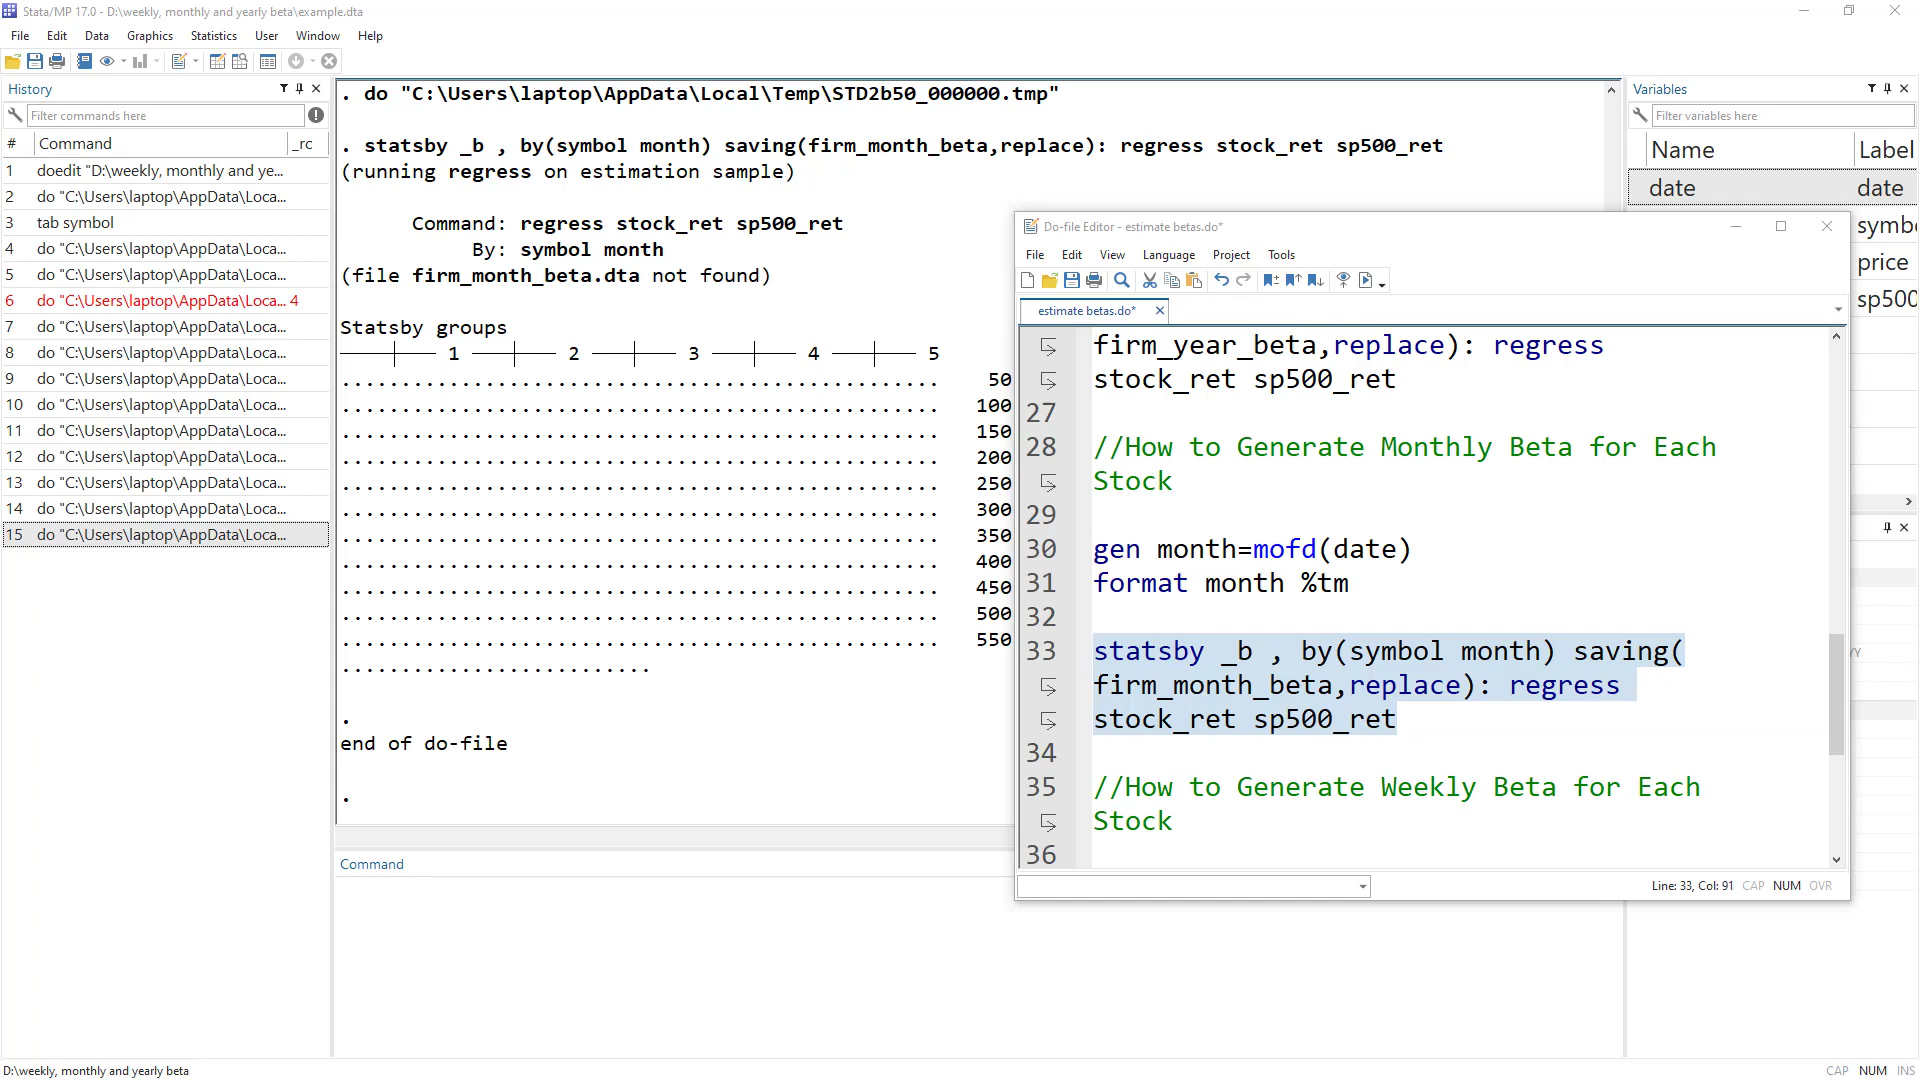 Stata/MP 17.0 - D:\weekly, monthly and yearly beta\example.dta
File Edit Data Graphics Statistics User Window Help
History
Filter commands here
# Command _rc
1 doedit "D:\weekly, monthly and ye...
2 do "C:\Users\laptop\AppData\Loca...
3 tab symbol
4 do "C:\Users\laptop\AppData\Loca...
5 do "C:\Users\laptop\AppData\Loca...
6 do "C:\Users\laptop\AppData\Loca... 4
7 do "C:\Users\laptop\AppData\Loca...
8 do "C:\Users\laptop\AppData\Loca...
9 do "C:\Users\laptop\AppData\Loca...
10 do "C:\Users\laptop\AppData\Loca...
11 do "C:\Users\laptop\AppData\Loca...
12 do "C:\Users\laptop\AppData\Loca...
13 do "C:\Users\laptop\AppData\Loca...
14 do "C:\Users\laptop\AppData\Loca...
15 do "C:\Users\laptop\AppData\Loca...
. do "C:\Users\laptop\AppData\Local\Temp\STD2b50_000000.tmp"
. statsby _b , by(symbol month) saving(firm_month_beta,replace): regress stock_ret sp500_ret
(running regress on estimation sample)
Command: regress stock_ret sp500_ret
By: symbol month
(file firm_month_beta.dta not found)
Statsby groups
1 2 3 4 5
.................................................. 50
.................................................. 100
.................................................. 150
.................................................. 200
.................................................. 250
.................................................. 300
.................................................. 350
.................................................. 400
.................................................. 450
.................................................. 500
.................................................. 550
..........................
.
end of do-file
.
Command
Variables
Filter variables here
Name Label
date date
symbo
price
sp500
Do-file Editor - estimate betas.do*
File Edit View Language Project Tools
estimate betas.do*
firm_year_beta,replace): regress
stock_ret sp500_ret
27
28 //How to Generate Monthly Beta for Each
Stock
29
30 gen month=mofd(date)
31 format month %tm
32
33 statsby _b , by(symbol month) saving(
firm_month_beta,replace): regress
stock_ret sp500_ret
34
35 //How to Generate Weekly Beta for Each
Stock
36
Line: 33, Col: 91 CAP NUM OVR
D:\weekly, monthly and yearly beta
CAP NUM INS